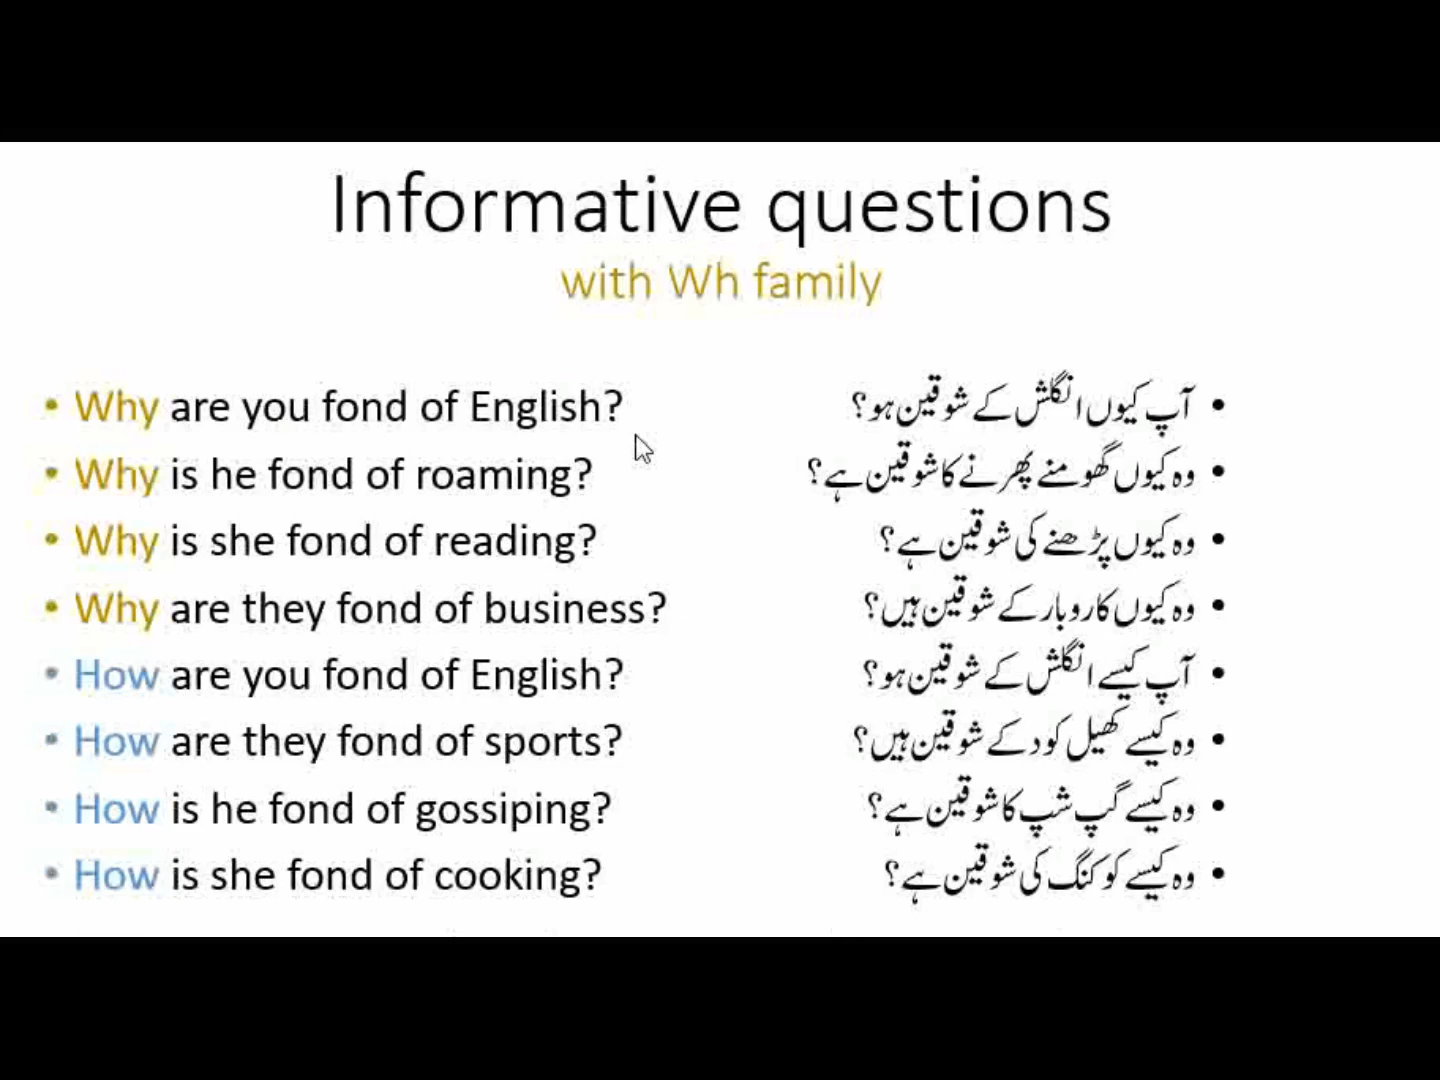 Informative questions
with Wh family
• Why are you fond of English?
• Why is he fond of roaming?
• Why is she fond of reading?
• Why are they fond of business?
• How are you fond of English?
• How are they fond of sports?
• How is he fond of gossiping?
• How is she fond of cooking?
• آپ کیوں انگلش کے شوقین ہو؟
• وہ کیوں گھومنے پھرنے کا شوقین ہے؟
• وہ کیوں پڑھنے کی شوقین ہے؟
• وہ کیوں کاروبار کے شوقین ہیں؟
• آپ کیسے انگلش کے شوقین ہو؟
• وہ کیسے کھیل کود کے شوقین ہیں؟
• وہ کیسے گپ شپ کا شوقین ہے؟
• وہ کیسے کوکنگ کی شوقین ہے؟